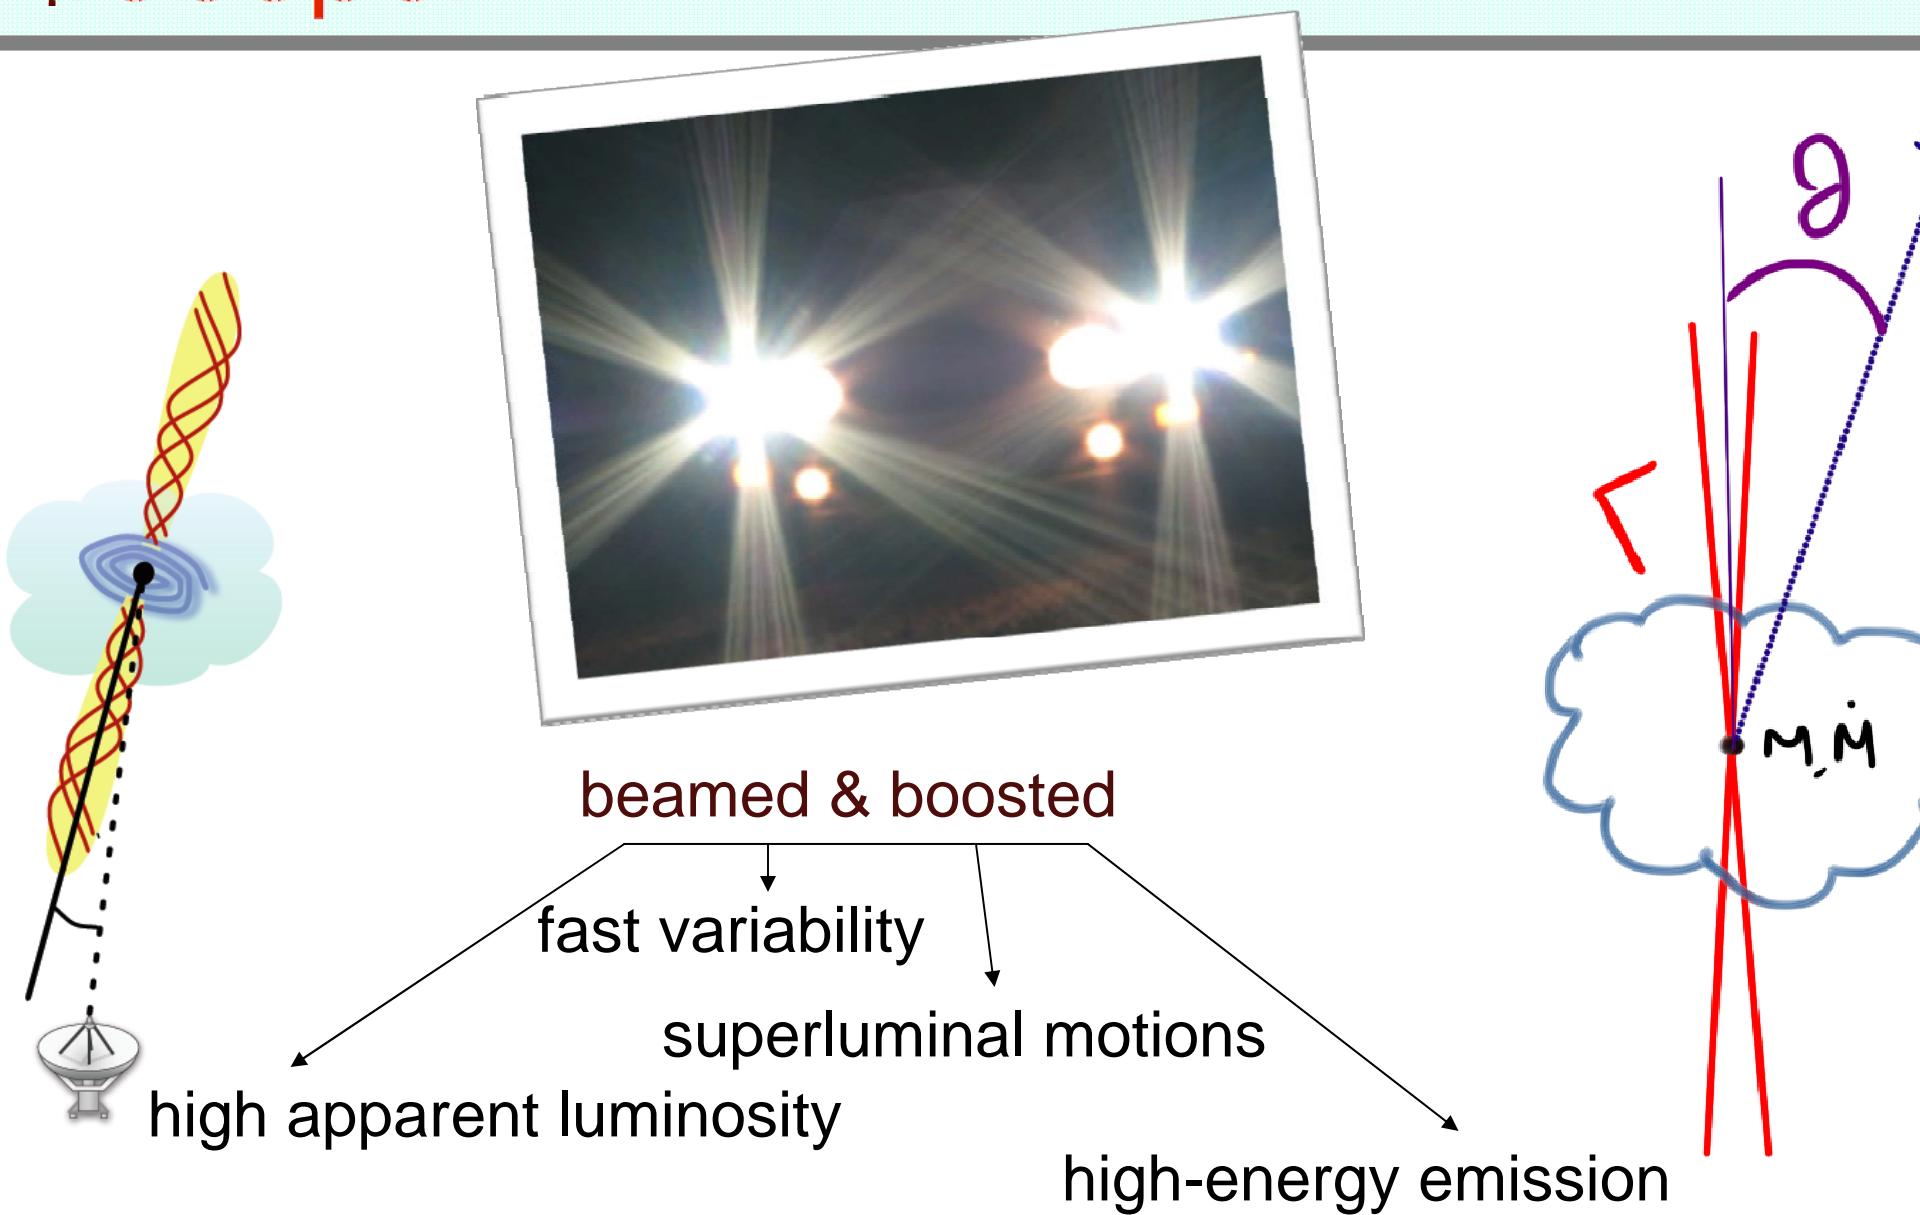 ϑ
Γ
M, Ṁ
beamed & boosted
fast variability
superluminal motions
high apparent luminosity
high-energy emission